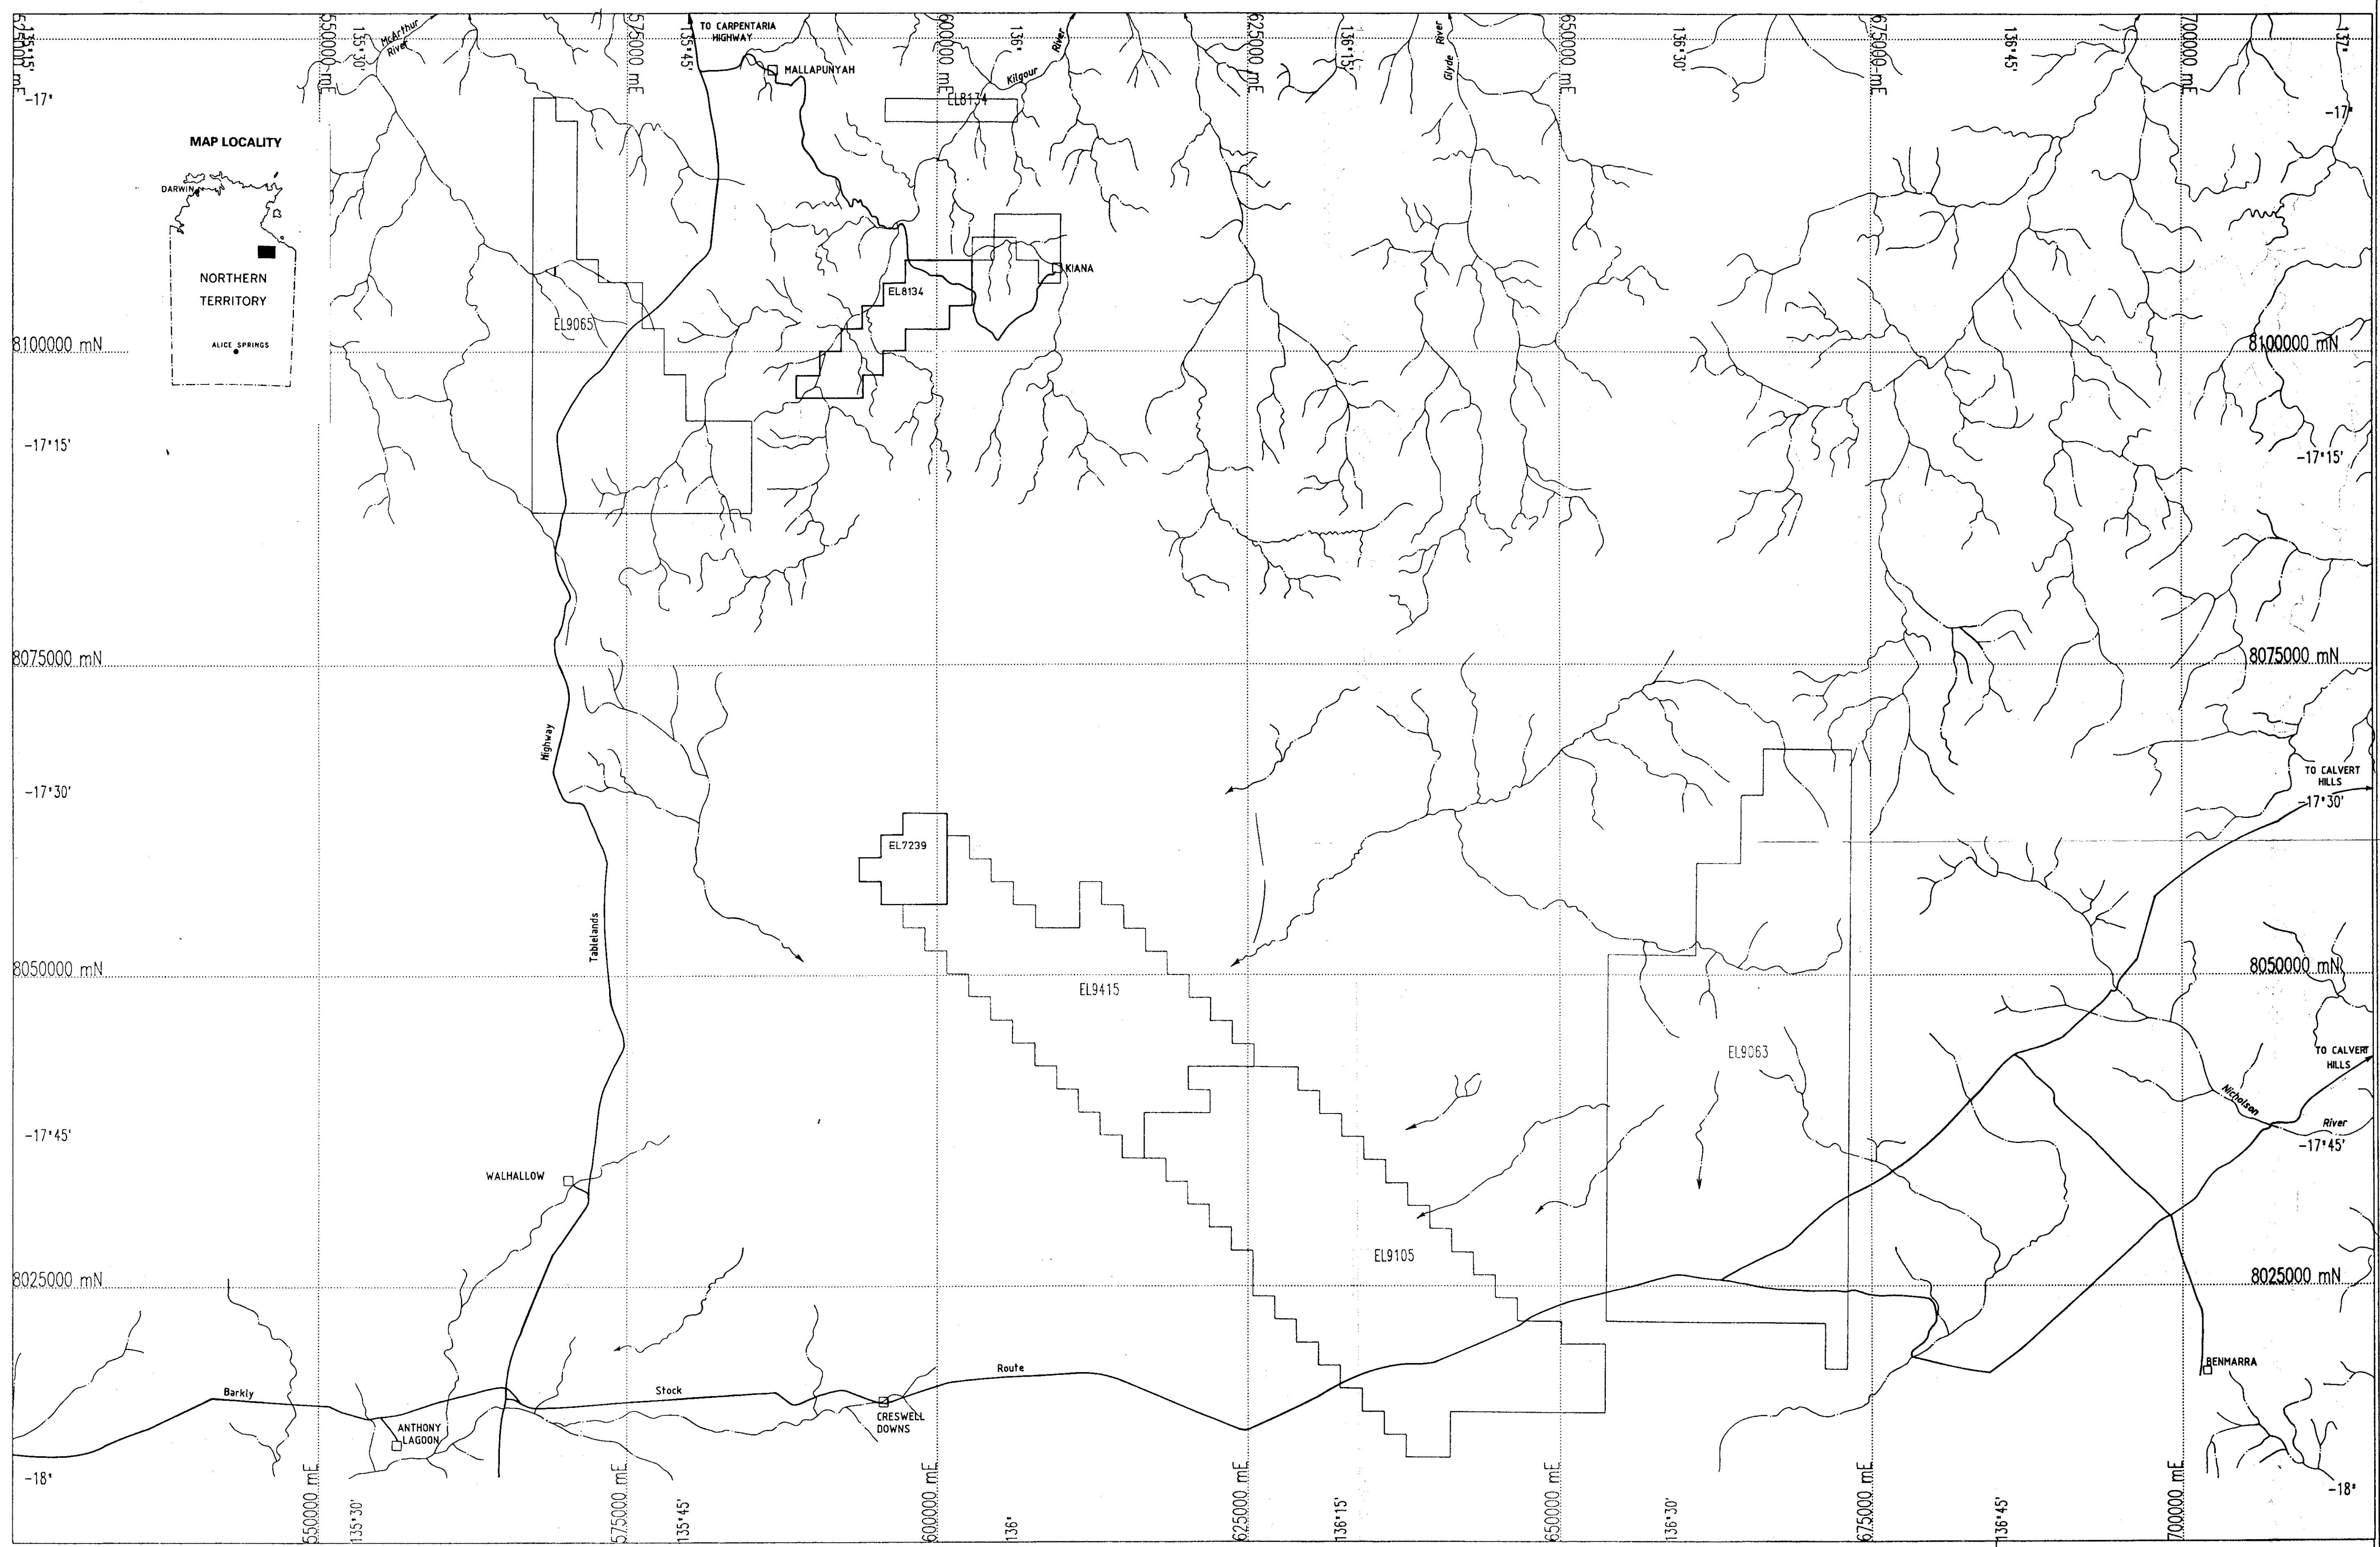 525000 mE
135°15'
550000 mE
135°30'
McArthur
River
575000 mE
135°45'
TO CARPENTARIA
HIGHWAY
600000 mE
136°
River
Kilgour
625000 mE
136°15'
River
Glyde
650000 mE
136°30'
675000 mE
136°45'
700000 mE
137°
-17°
-17°
MALLAPUNYAH
EL8134
MAP LOCALITY
DARWIN
NORTHERN
TERRITORY
ALICE SPRINGS
KIANA
EL8134
EL9065
8100000 mN
8100000 mN
-17°15'
-17°15'
8075000 mN
8075000 mN
Highway
TO CALVERT
HILLS
-17°30'
-17°30'
EL7239
Tablelands
8050000 mN
8050000 mN
EL9415
EL9063
TO CALVERT
HILLS
Nicholson
River
-17°45'
-17°45'
WALHALLOW
EL9105
8025000 mN
8025000 mN
BENMARRA
Route
Stock
Barkly
CRESWELL
DOWNS
ANTHONY
LAGOON
-18°
-18°
550000 mE
135°30'
575000 mE
135°45'
600000 mE
136°
625000 mE
136°15'
650000 mE
136°30'
675000 mE
136°45'
700000 mE